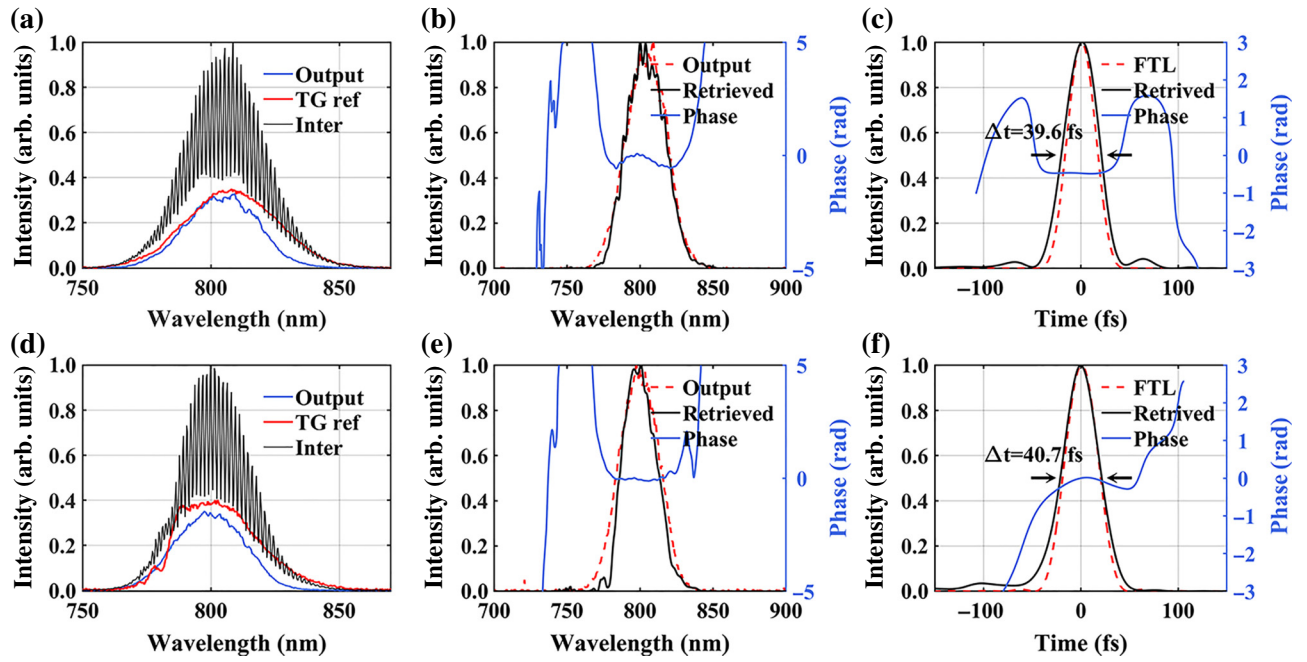 (a)
Intensity (arb. units)
1.0
0.8
0.6
0.4
0.2
0.0
Output
TG ref
Inter
750
800
850
Wavelength (nm)
(b)
Intensity (arb. units)
1.0
0.8
0.6
0.4
0.2
0.0
Output
Retrieved
Phase
5
0
−5
Phase (rad)
700
750
800
850
900
Wavelength (nm)
(c)
Intensity (arb. units)
1.0
0.8
0.6
0.4
0.2
0.0
FTL
Retrived
Phase
Δt=39.6 fs
3
2
1
0
−1
−2
−3
Phase (rad)
−100
0
100
Time (fs)
(d)
Intensity (arb. units)
1.0
0.8
0.6
0.4
0.2
0.0
Output
TG ref
Inter
750
800
850
Wavelength (nm)
(e)
Intensity (arb. units)
1.0
0.8
0.6
0.4
0.2
0.0
Output
Retrieved
Phase
5
0
−5
Phase (rad)
700
750
800
850
900
Wavelength (nm)
(f)
Intensity (arb. units)
1.0
0.8
0.6
0.4
0.2
0.0
FTL
Retrived
Phase
Δt=40.7 fs
3
2
1
0
−1
−2
−3
Phase (rad)
−100
0
100
Time (fs)